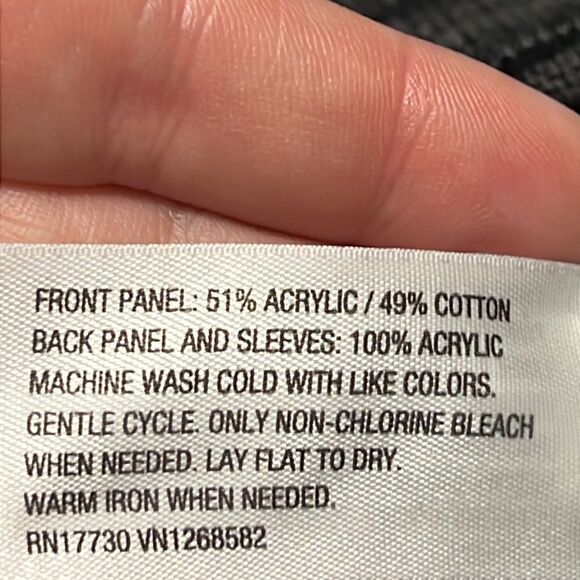 FRONT PANEL: 51% ACRYLIC / 49% COTTON
BACK PANEL AND SLEEVES: 100% ACRYLIC
MACHINE WASH COLD WITH LIKE COLORS.
GENTLE CYCLE. ONLY NON-CHLORINE BLEACH
WHEN NEEDED. LAY FLAT TO DRY.
WARM IRON WHEN NEEDED.
RN17730 VN1268582